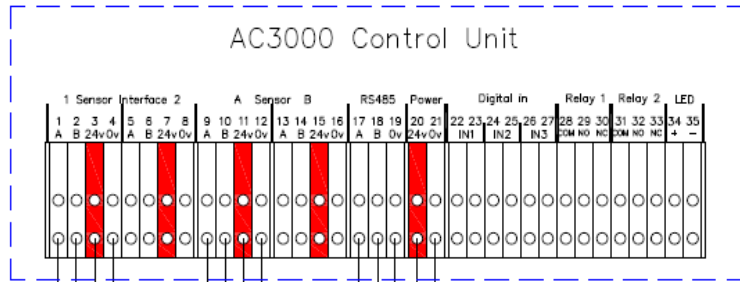 AC3000 Control Unit
1 Sensor Interface 2 A Sensor B RS485 Power Digital in Relay 1 Relay 2 LED
1 2 3 4 5 6 7 8 9 10 11 12 13 14 15 16 17 18 19 20 21 22 23 24 25 26 27 28 29 30 31 32 33 34 35
A B 24v 0v A B 24v 0v A B 24v 0v A B 24v 0v A B 0v 24v 0v IN1 IN2 IN3 COM NO NC COM NO NC + −